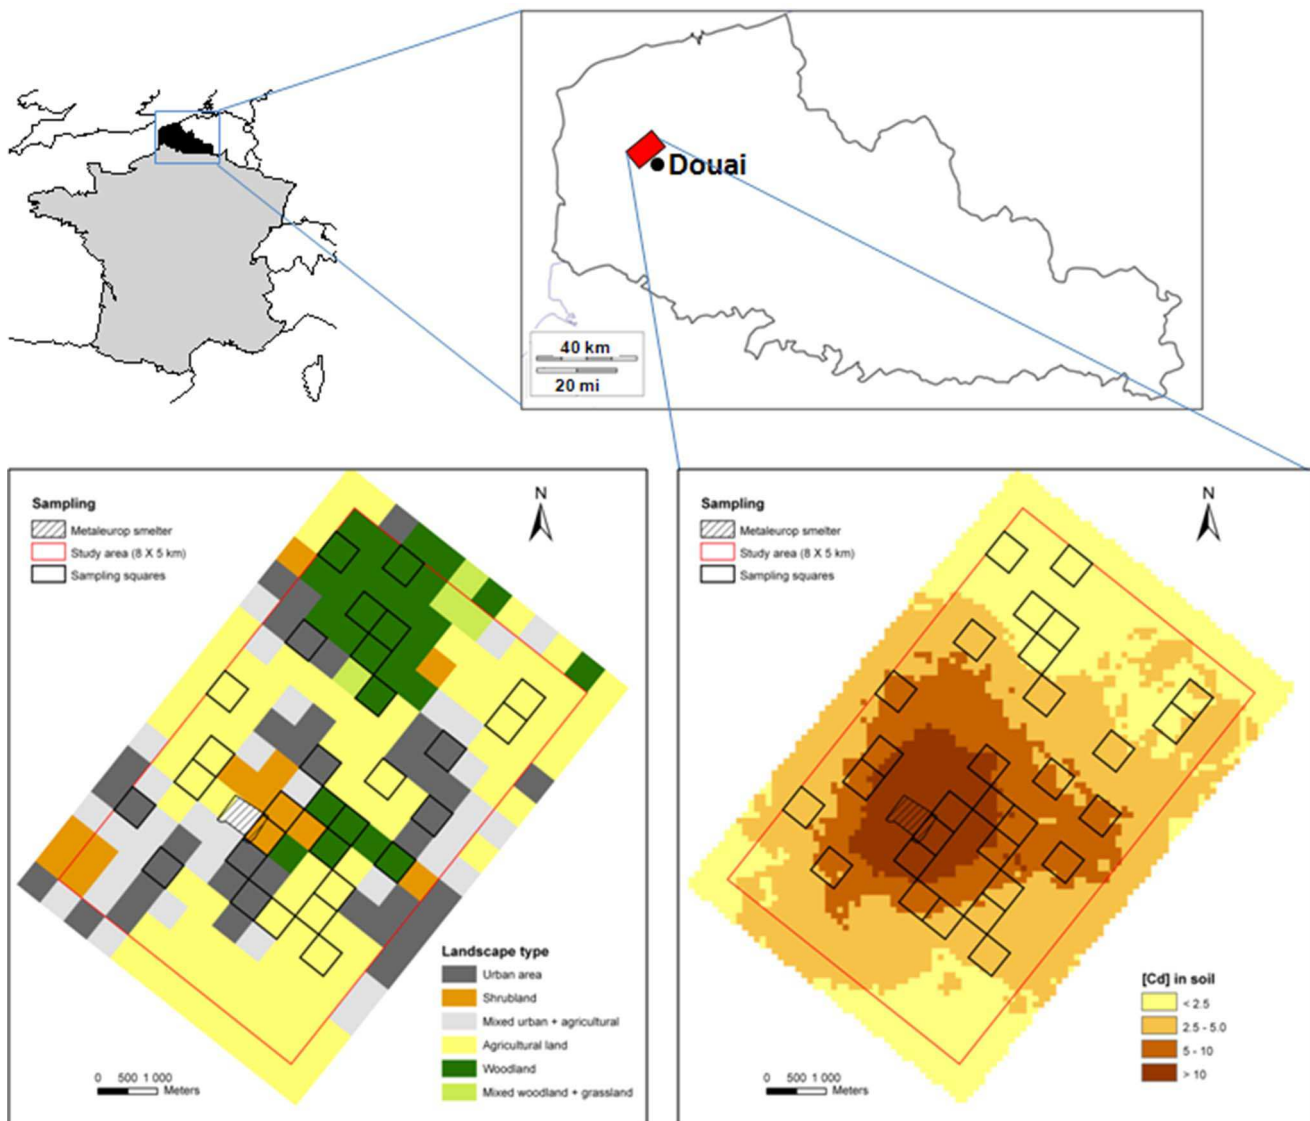 Douai
40 km
20 mi
Sampling
Metaleurop smelter
Study area (8 X 5 km)
Sampling squares
N
Landscape type
Urban area
Shrubland
Mixed urban + agricultural
Agricultural land
Woodland
Mixed woodland + grassland
0 500 1 000
Meters
Sampling
Metaleurop smelter
Study area (8 X 5 km)
Sampling squares
N
[Cd] in soil
< 2.5
2.5 - 5.0
5 - 10
> 10
0 500 1 000
Meters